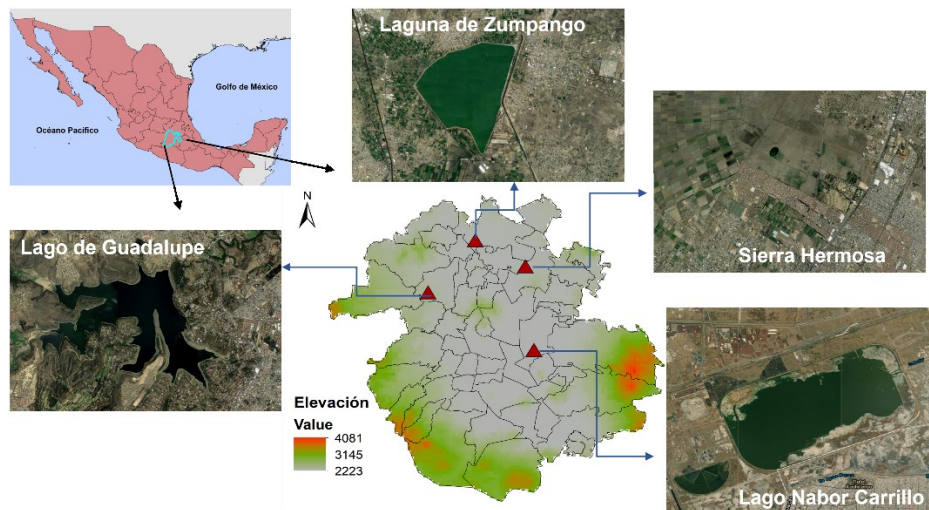 Laguna de Zumpango
Golfo de México
Océano Pacífico
N
Lago de Guadalupe
Sierra Hermosa
Elevación
Value
4081
3145
2223
Lago Nabor Carrillo